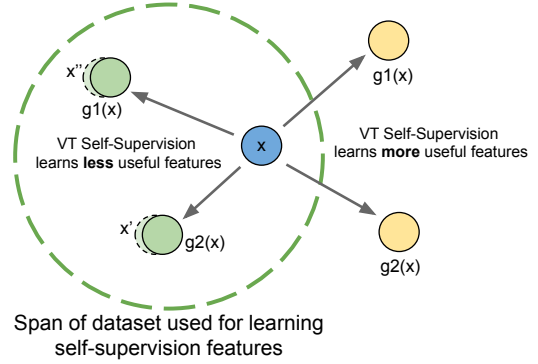 x''
g1(x)
g1(x)
VT Self-Supervision
learns less useful features
x
VT Self-Supervision
learns more useful features
x'
g2(x)
g2(x)
Span of dataset used for learning
self-supervision features